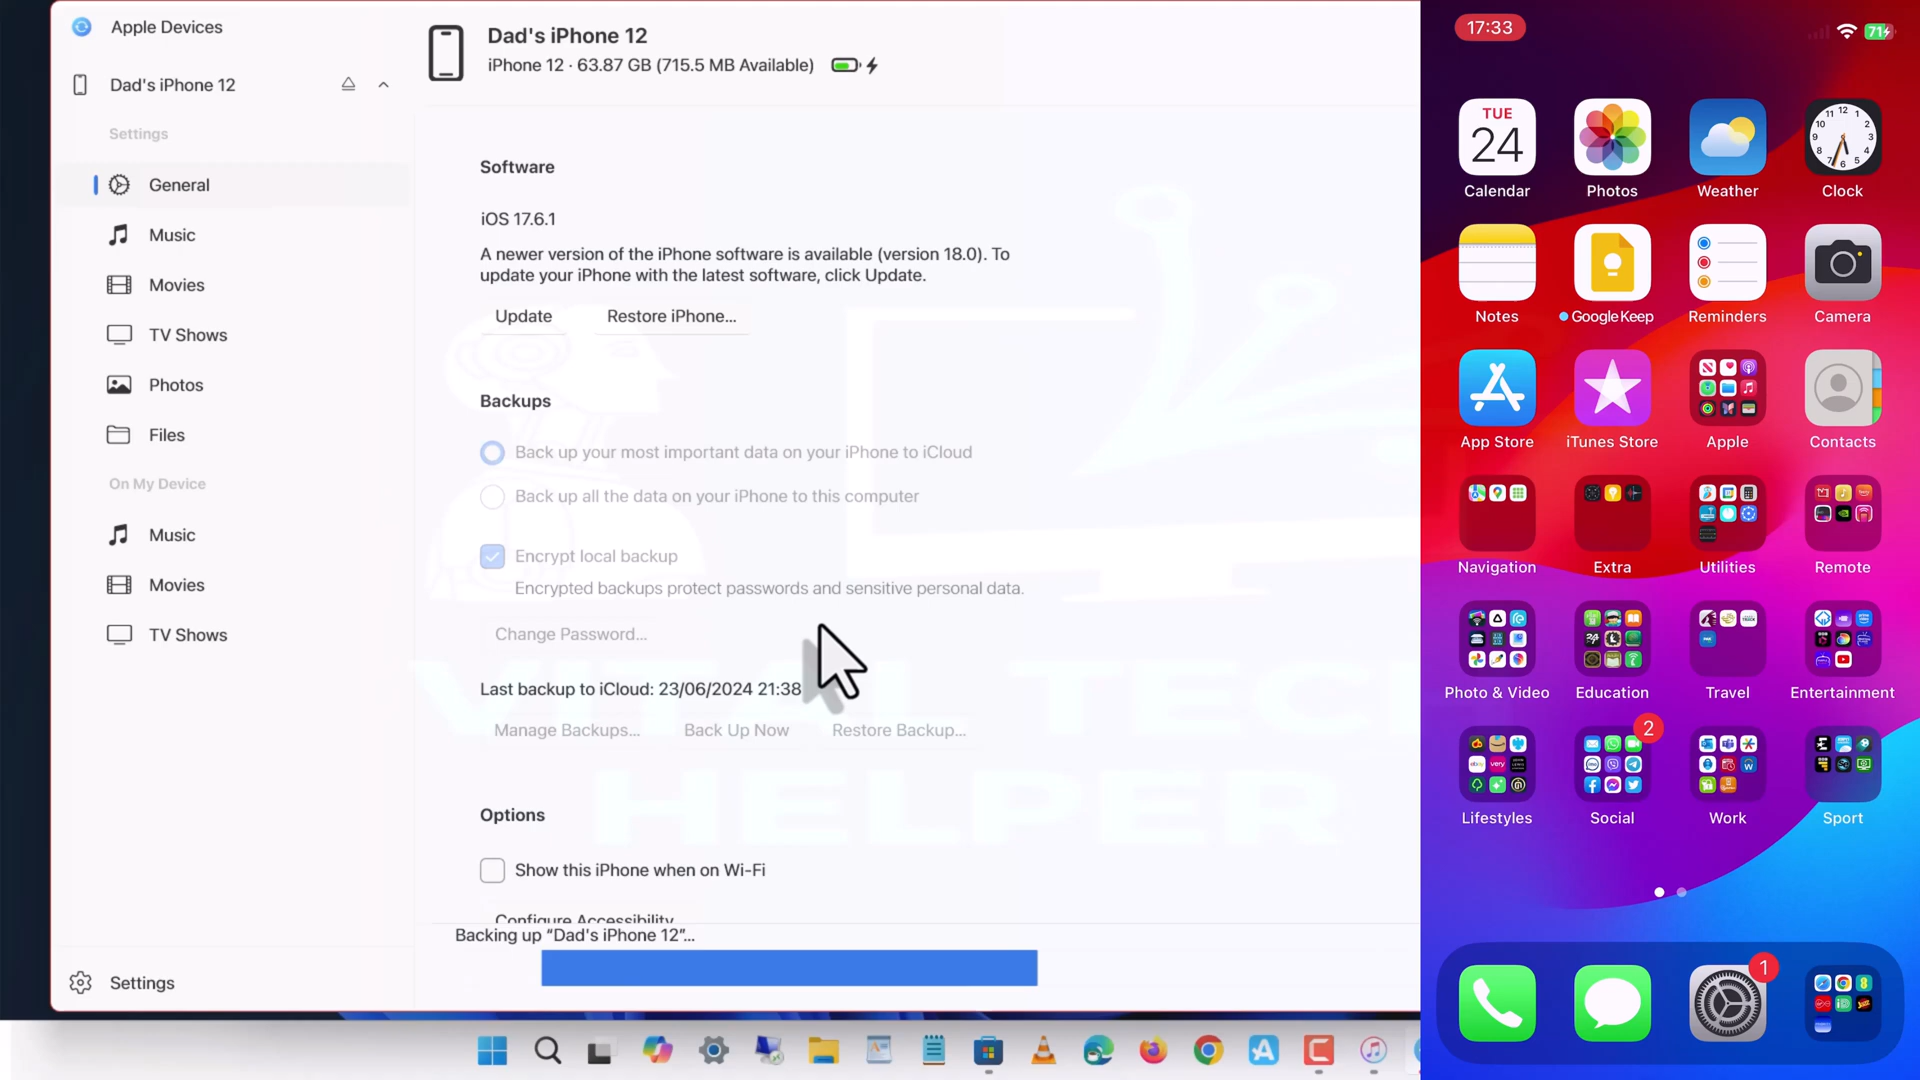 Apple Devices
Dad's iPhone 12
Settings
General
Music
Movies
TV Shows
Photos
Files
On My Device
Music
Movies
TV Shows
Settings
Dad's iPhone 12
iPhone 12 · 63.87 GB (715.5 MB Available)
Software
iOS 17.6.1
A newer version of the iPhone software is available (version 18.0). To
update your iPhone with the latest software, click Update.
Update Restore iPhone...
Backups
Back up your most important data on your iPhone to iCloud
Back up all the data on your iPhone to this computer
Encrypt local backup
Encrypted backups protect passwords and sensitive personal data.
Change Password...
Last backup to iCloud: 23/06/2024 21:38
Manage Backups... Back Up Now Restore Backup...
Options
Show this iPhone when on Wi-Fi
Configure Accessibility
Backing up “Dad's iPhone 12”...
VITAL TEC
HELPER
17:33
71
TUE
24
Calendar Photos Weather Clock
Notes Google Keep Reminders Camera
App Store iTunes Store Apple Contacts
Navigation Extra Utilities Remote
Photo & Video Education Travel Entertainment
2
Lifestyles Social Work Sport
1